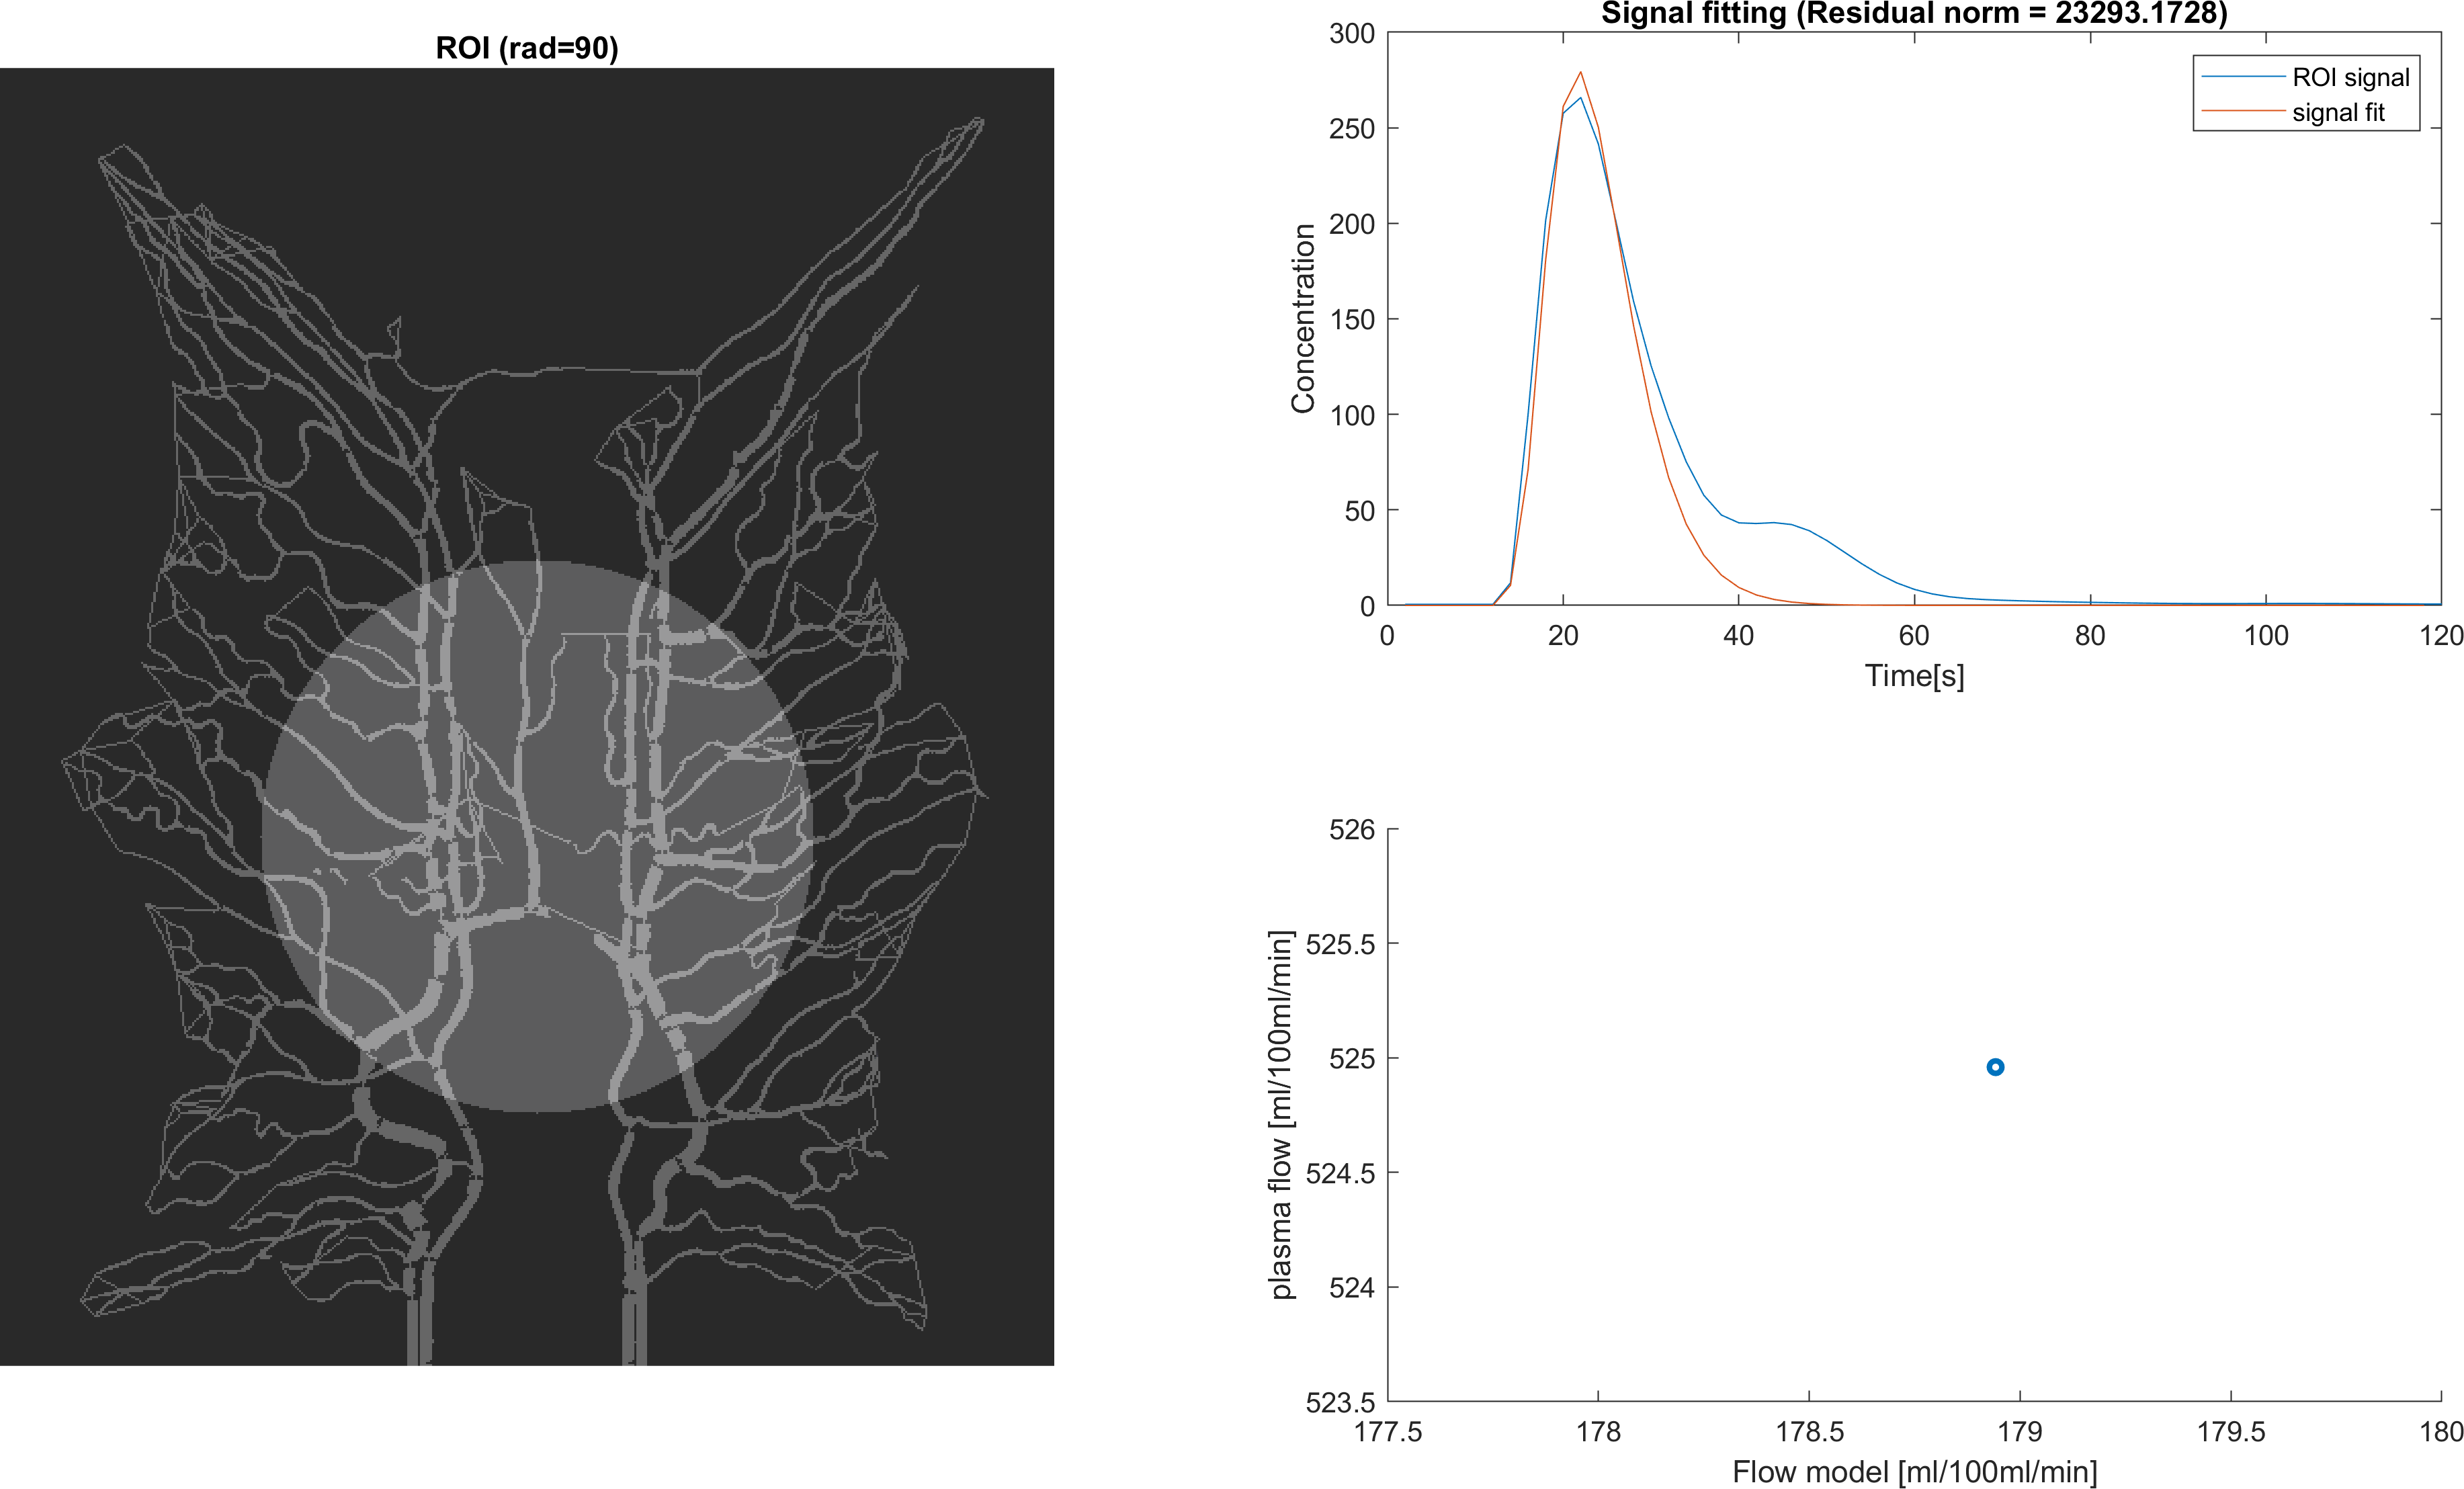 ROI (rad=90)
Signal fitting (Residual norm = 23293.1728)
300
250
200
150
100
50
0
Concentration
ROI signal
signal fit
0 20 40 60 80 100 120
Time[s]
526
525.5
525
524.5
524
523.5
plasma flow [ml/100ml/min]
177.5 178 178.5 179 179.5 180
Flow model [ml/100ml/min]